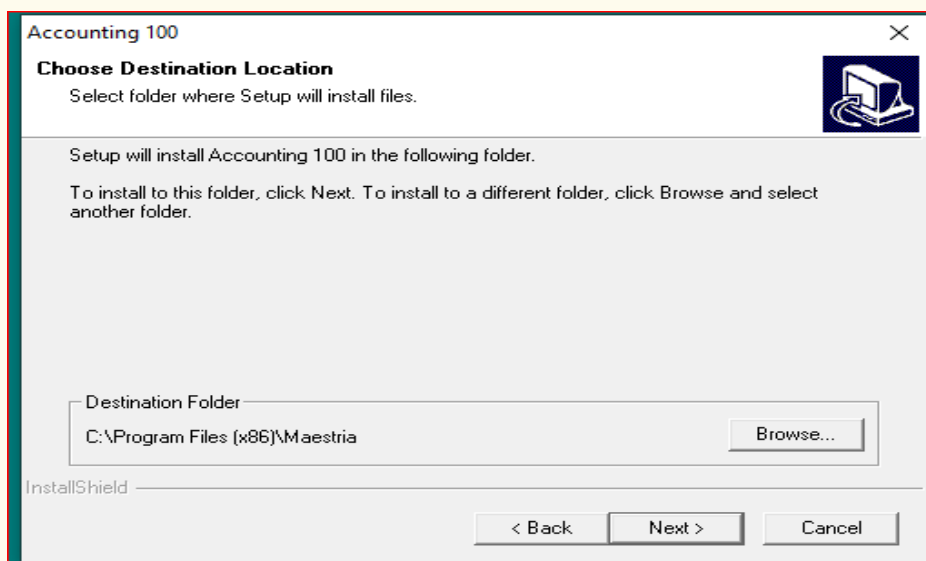 Accounting 100
Choose Destination Location
Select folder where Setup will install files.
Setup will install Accounting 100 in the following folder.
To install to this folder, click Next. To install to a different folder, click Browse and select
another folder.
Destination Folder
C:\Program Files (x86)\Maestria
Browse...
InstallShield
< Back
Next >
Cancel